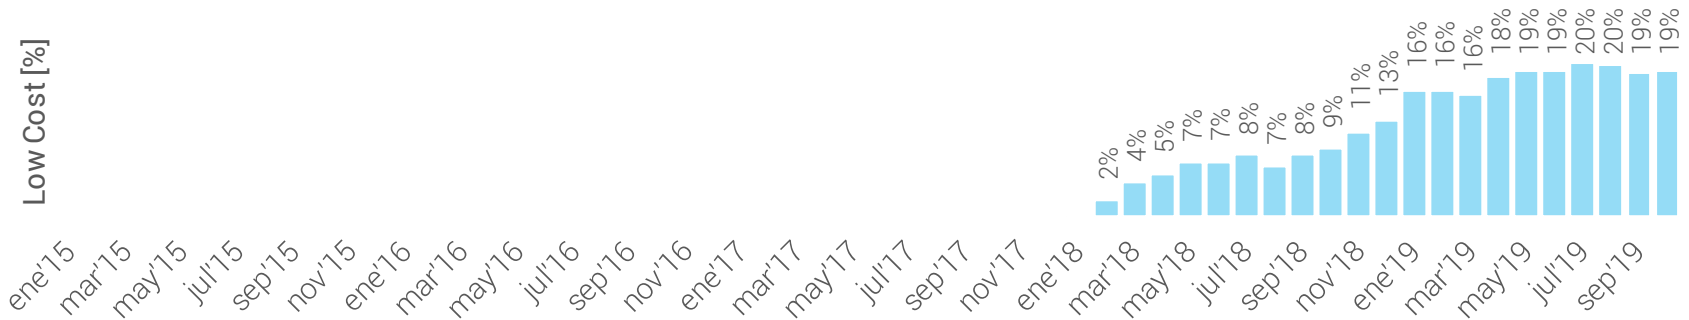 Low Cost [%]
2% 4% 5% 7% 7% 8% 7% 8% 9% 11% 13% 16% 16% 16% 18% 19% 19% 20% 20% 19% 19%
ene'15 mar'15 may'15 jul'15 sep'15 nov'15 ene'16 mar'16 may'16 jul'16 sep'16 nov'16 ene'17 mar'17 may'17 jul'17 sep'17 nov'17 ene'18 mar'18 may'18 jul'18 sep'18 nov'18 ene'19 mar'19 may'19 jul'19 sep'19